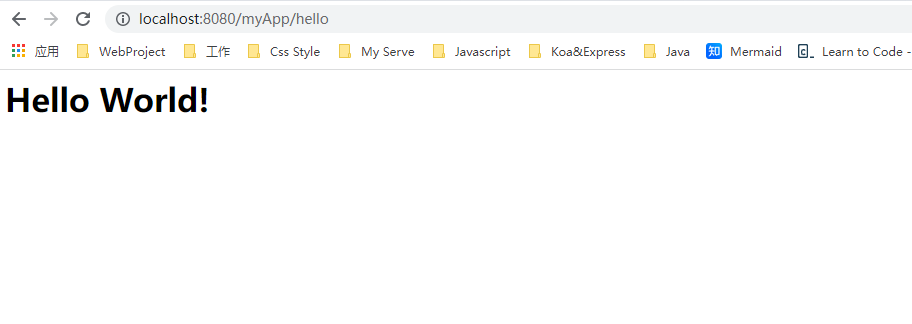 localhost:8080/myApp/hello
应用 WebProject 工作 Css Style My Serve Javascript Koa&Express Java 知 Mermaid C_ Learn to Code -
Hello World!